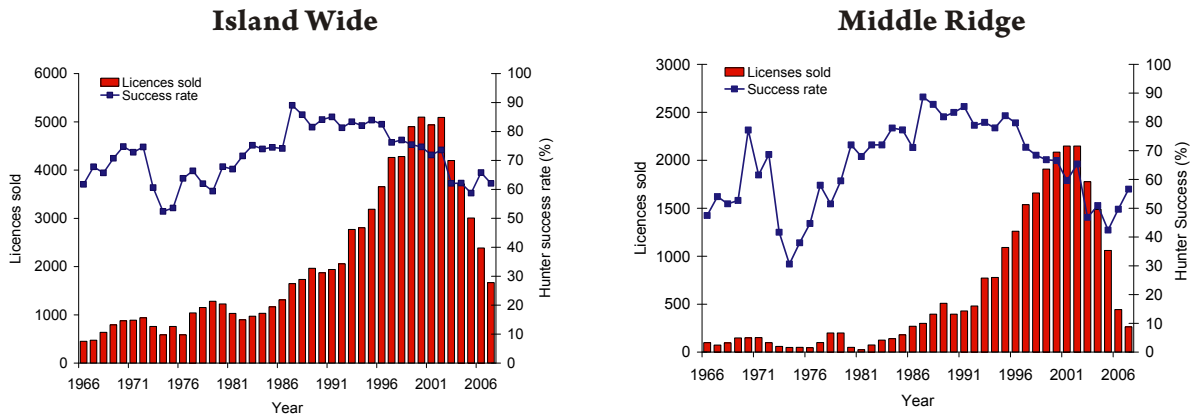 Island Wide
Licences sold
Success rate
6000
5000
4000
3000
2000
1000
0
100
90
80
70
60
50
40
30
20
10
0
Licences sold
Hunter success rate (%)
1966 1971 1976 1981 1986 1991 1996 2001 2006
Year
Middle Ridge
Licenses sold
Success rate
3000
2500
2000
1500
1000
500
0
100
90
80
70
60
50
40
30
20
10
0
Licences sold
Hunter Success rate (%)
1966 1971 1976 1981 1986 1991 1996 2001 2006
Year